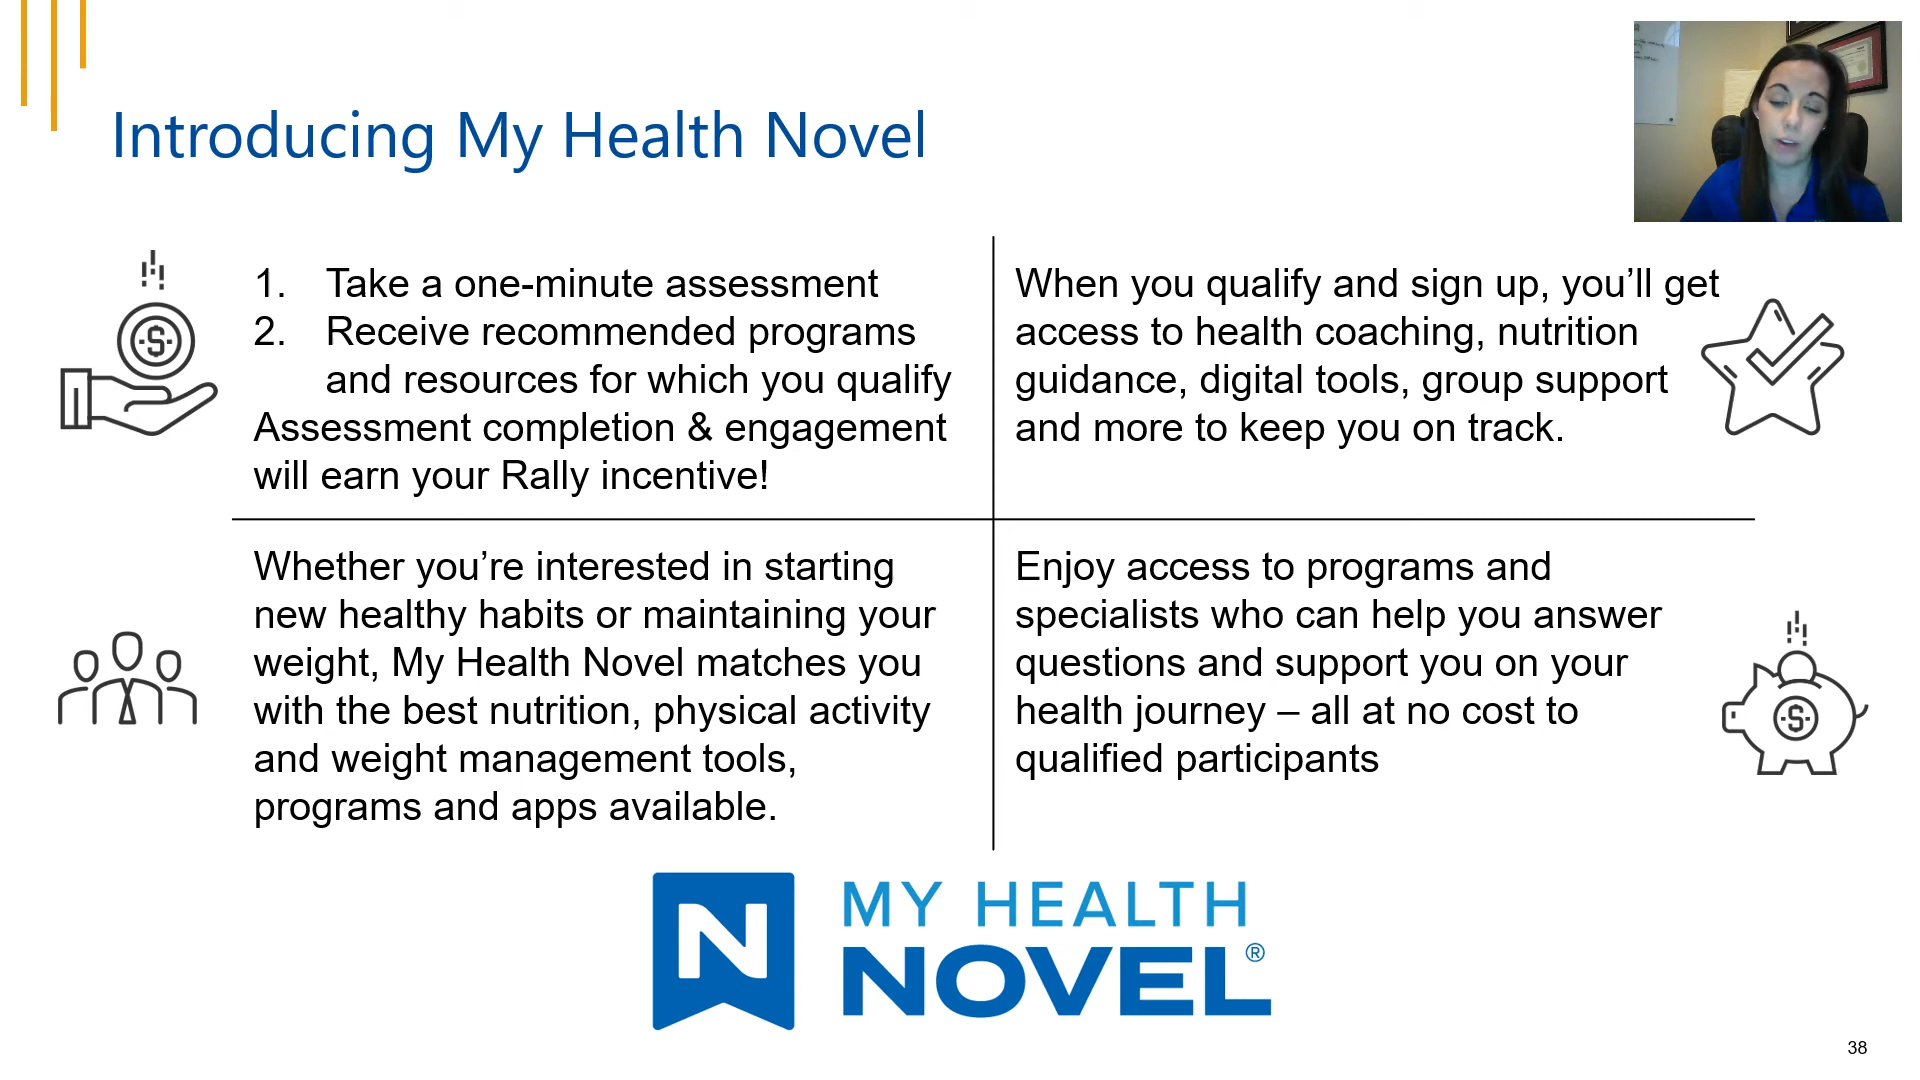 Introducing My Health Novel
1. Take a one-minute assessment
2. Receive recommended programs
and resources for which you qualify
Assessment completion & engagement
will earn your Rally incentive!
When you qualify and sign up, you’ll get
access to health coaching, nutrition
guidance, digital tools, group support
and more to keep you on track.
Whether you’re interested in starting
new healthy habits or maintaining your
weight, My Health Novel matches you
with the best nutrition, physical activity
and weight management tools,
programs and apps available.
Enjoy access to programs and
specialists who can help you answer
questions and support you on your
health journey – all at no cost to
qualified participants
N
MY HEALTH
NOVEL®
38